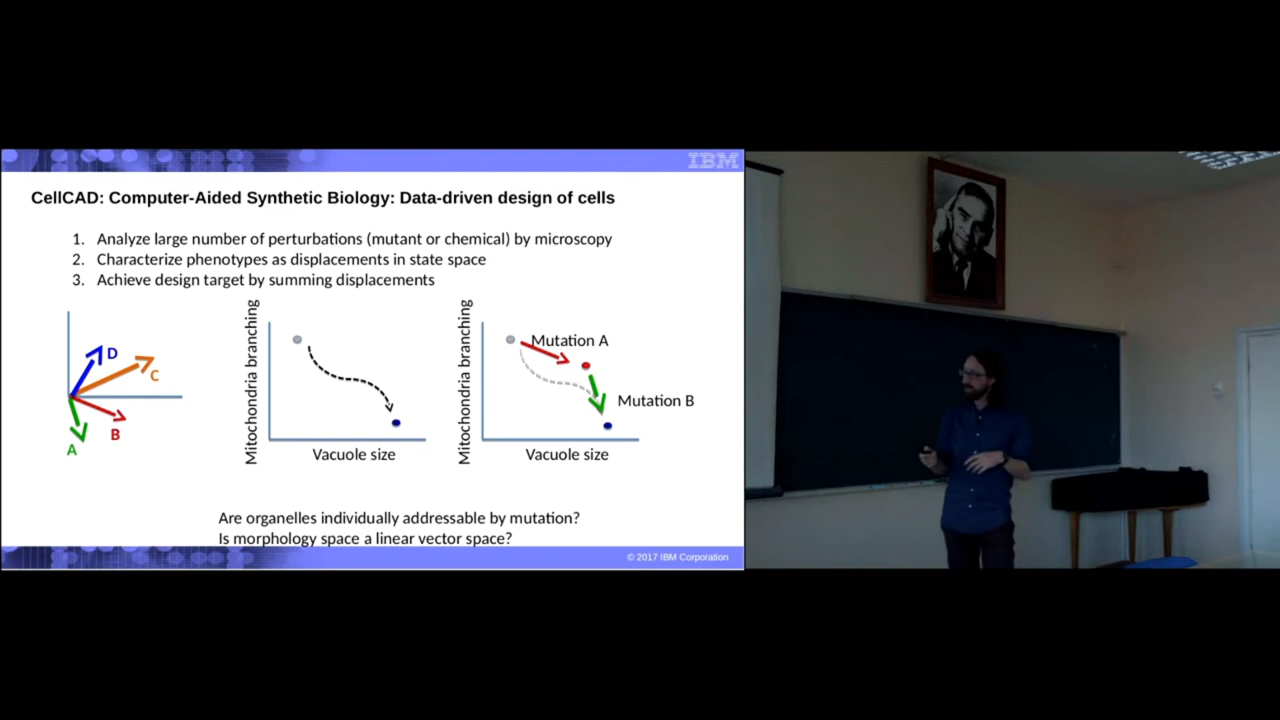 IBM
CellCAD: Computer-Aided Synthetic Biology: Data-driven design of cells
1. Analyze large number of perturbations (mutant or chemical) by microscopy
2. Characterize phenotypes as displacements in state space
3. Achieve design target by summing displacements
D
C
B
A
Mitochondria branching
Vacuole size
Mitochondria branching
Mutation A
Mutation B
Vacuole size
Are organelles individually addressable by mutation?
Is morphology space a linear vector space?
© 2017 IBM Corporation